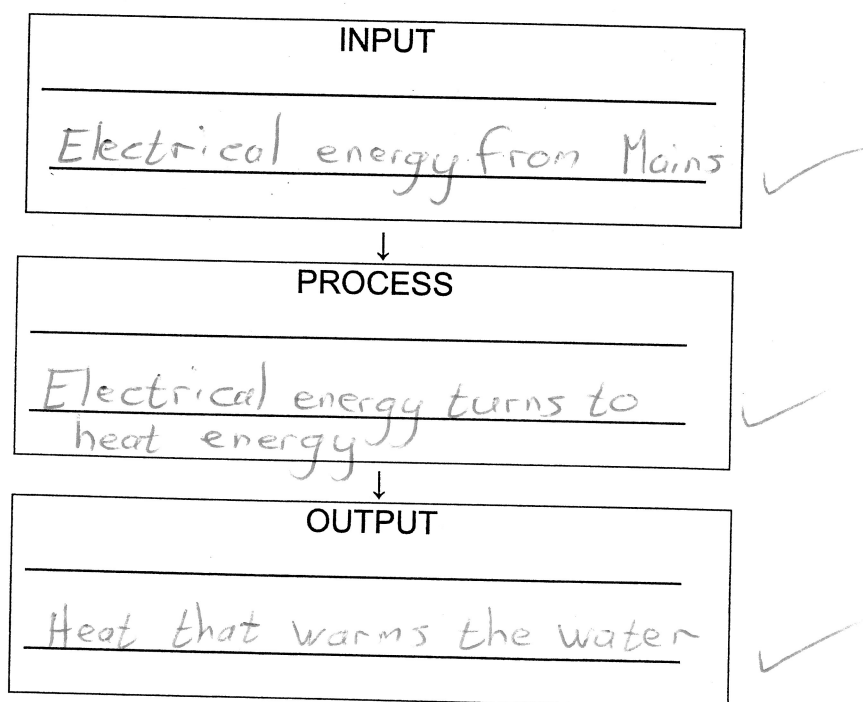 INPUT
Electrical energy from Mains
↓
PROCESS
Electrical energy turns to
heat energy
↓
OUTPUT
Heat that warms the water